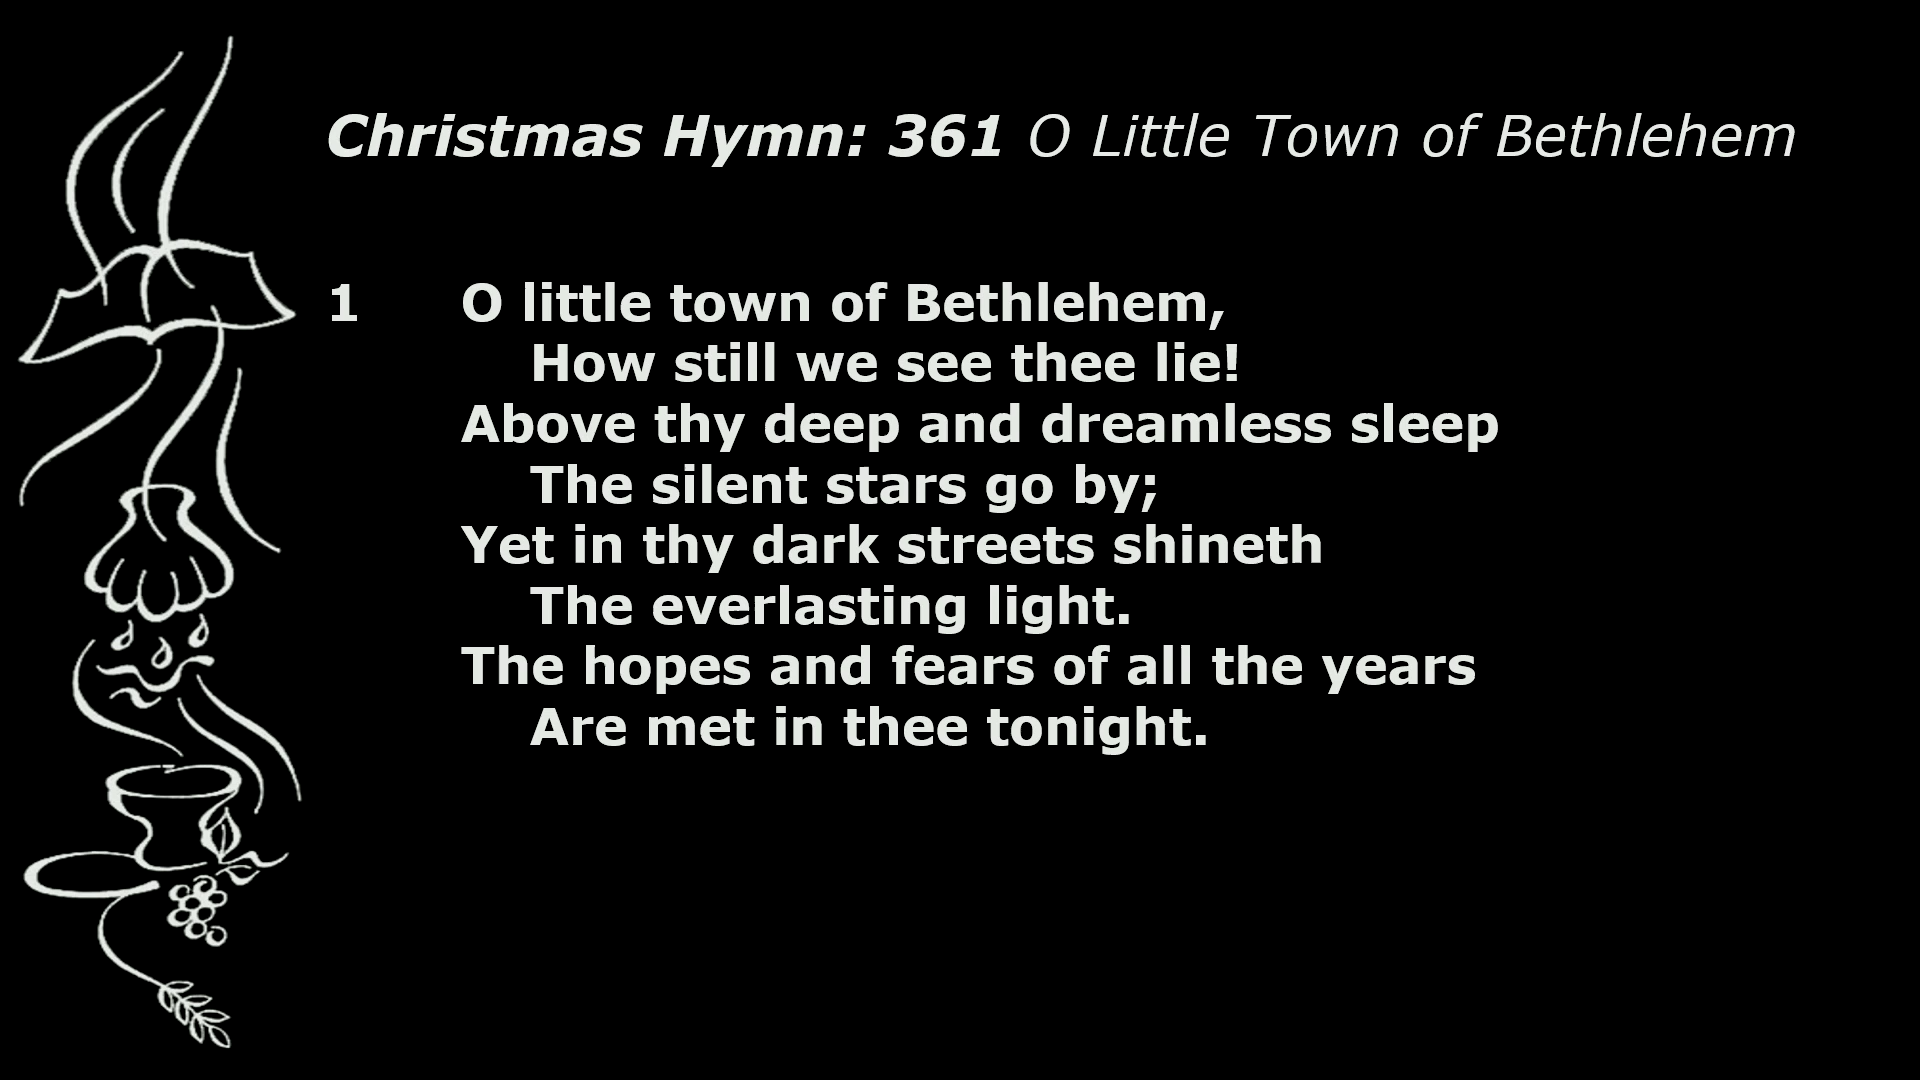 Christmas Hymn: 361 O Little Town of Bethlehem
1 O little town of Bethlehem,
How still we see thee lie!
Above thy deep and dreamless sleep
The silent stars go by;
Yet in thy dark streets shineth
The everlasting light.
The hopes and fears of all the years
Are met in thee tonight.